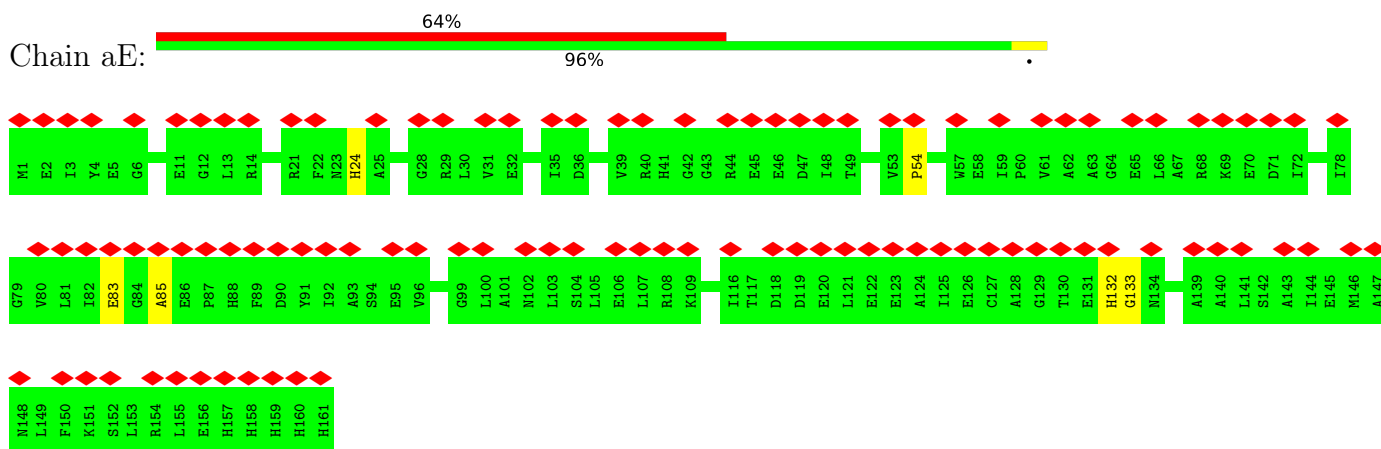 64%
Chain aE:
96% •
M1 E2 I3 Y4 E5 G6 E11 G12 L13 R14 R21 F22 N23 H24 A25 G28 R29 L30 V31 E32 I35 D36 V39 R40 H41 G42 G43 R44 E45 E46 D47 I48 T49 V53 P54 W57 E58 I59 P60 V61 A62 A63 G64 E65 L66 A67 R68 K69 E70 D71 I72 I78
G79 V80 L81 I82 E83 G84 A85 E86 P87 H88 F89 D90 Y91 I92 A93 S94 E95 V96 G99 L100 A101 N102 L103 S104 L105 E106 L107 R108 K109 I116 T117 D118 D119 E120 L121 E122 E123 A124 I125 E126 C127 A128 G129 T130 E131 H132 G133 N134 A139 A140 L141 S142 A143 I144 E145 M146 A147
N148 L149 F150 K151 S152 L153 R154 L155 E156 H157 H158 H159 H160 H161